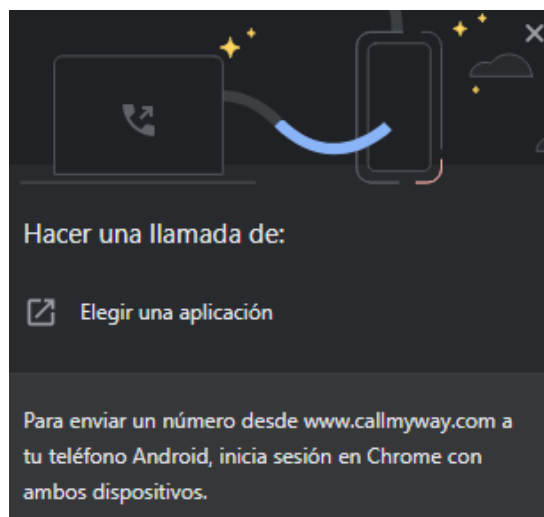 Hacer una llamada de:
Elegir una aplicación
Para enviar un número desde www.callmyway.com a
tu teléfono Android, inicia sesión en Chrome con
ambos dispositivos.